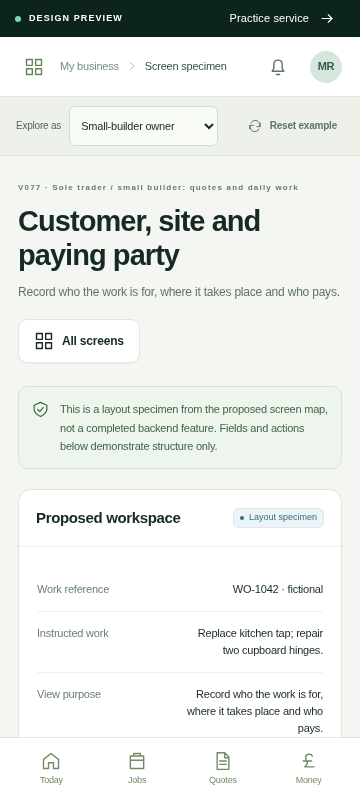 DESIGN PREVIEW
Practice service
My business
Screen specimen
MR
Explore as
Small-builder owner
Reset example
V077 · Sole trader / small builder: quotes and daily work
Customer, site and
paying party
Record who the work is for, where it takes place and who pays.
All screens
This is a layout specimen from the proposed screen map,
not a completed backend feature. Fields and actions
below demonstrate structure only.
Proposed workspace
Layout specimen
Work reference
WO-1042 · fictional
Instructed work
Replace kitchen tap; repair
two cupboard hinges.
View purpose
Record who the work is for,
where it takes place and who
pays.
Today
Jobs
Quotes
Money